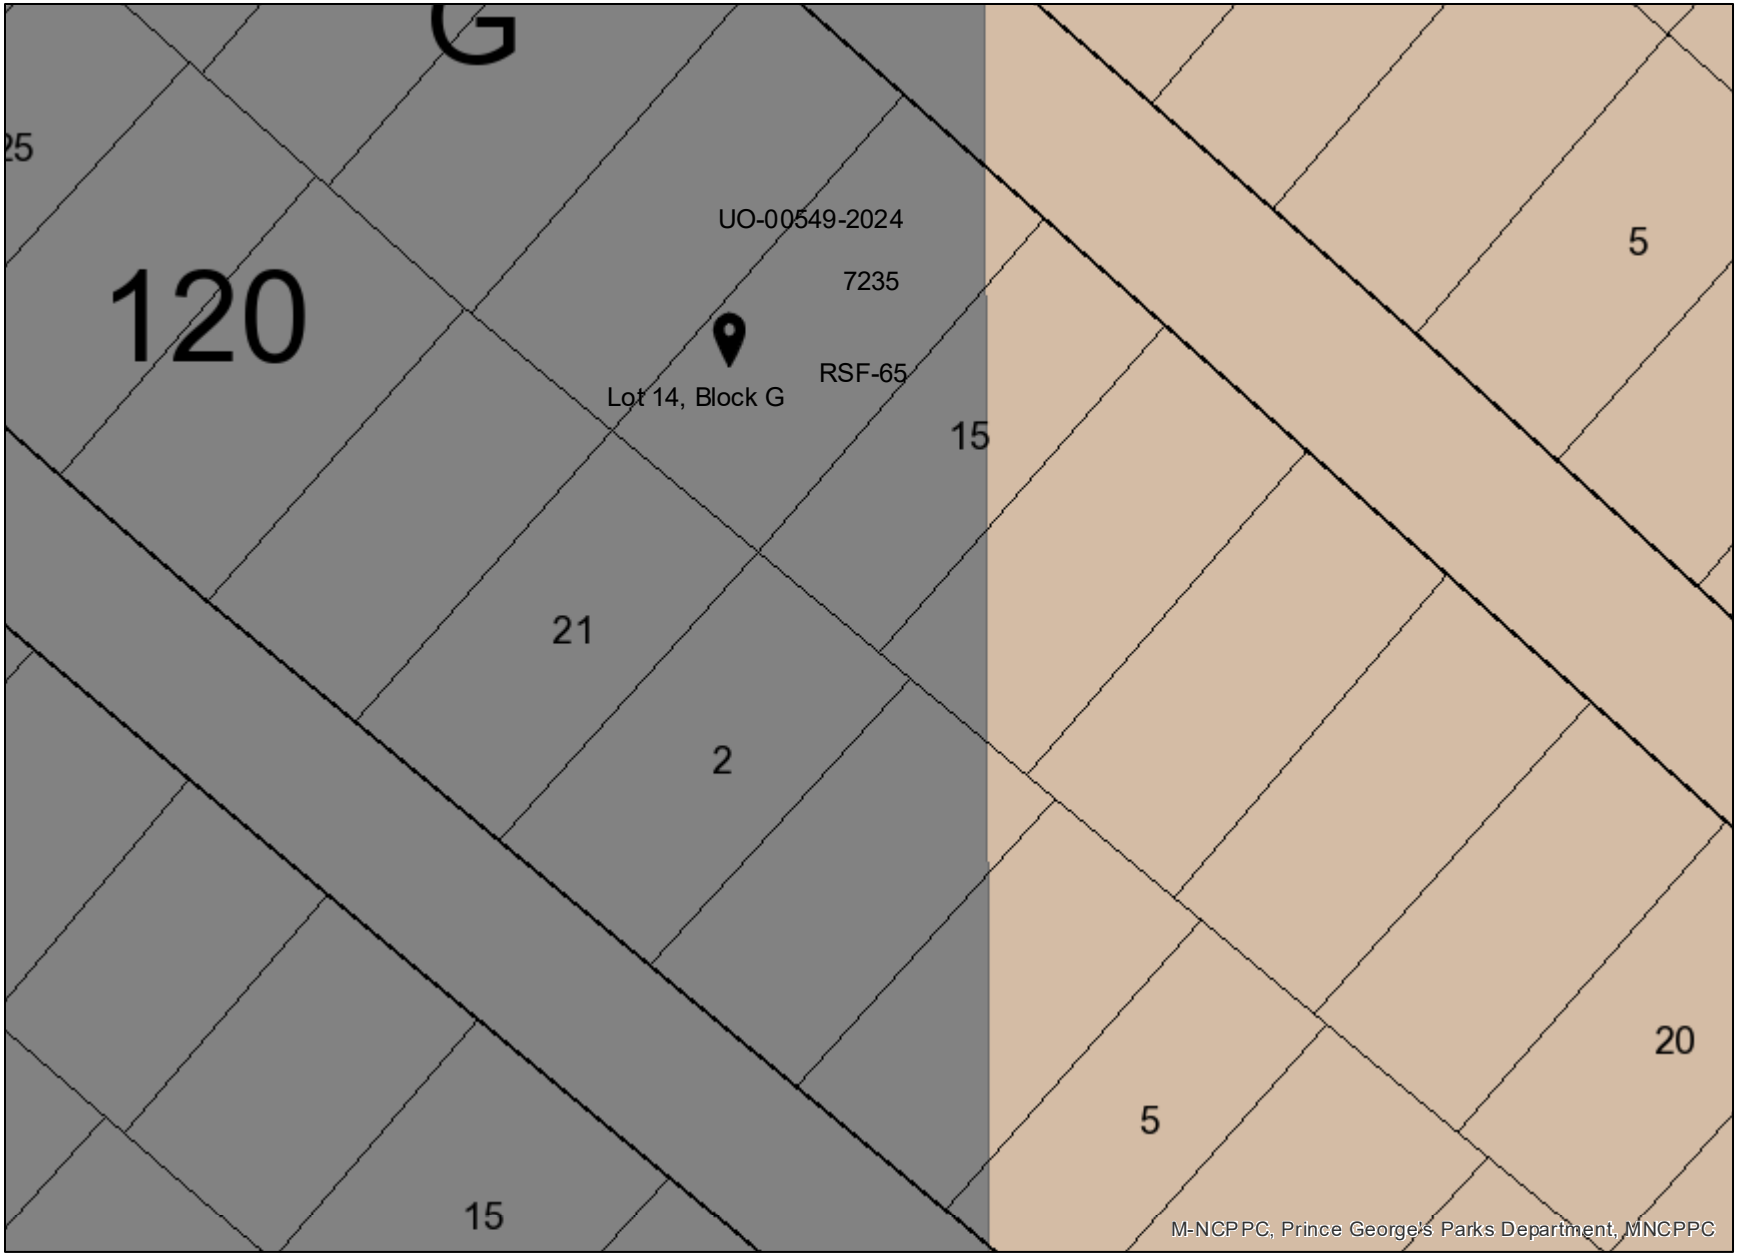 G
25
UO-00549-2024
5
7235
120
RSF-65
Lot 14, Block G
15
21
2
20
5
15
M-NCPPC, Prince George's Parks Department, MNCPPC